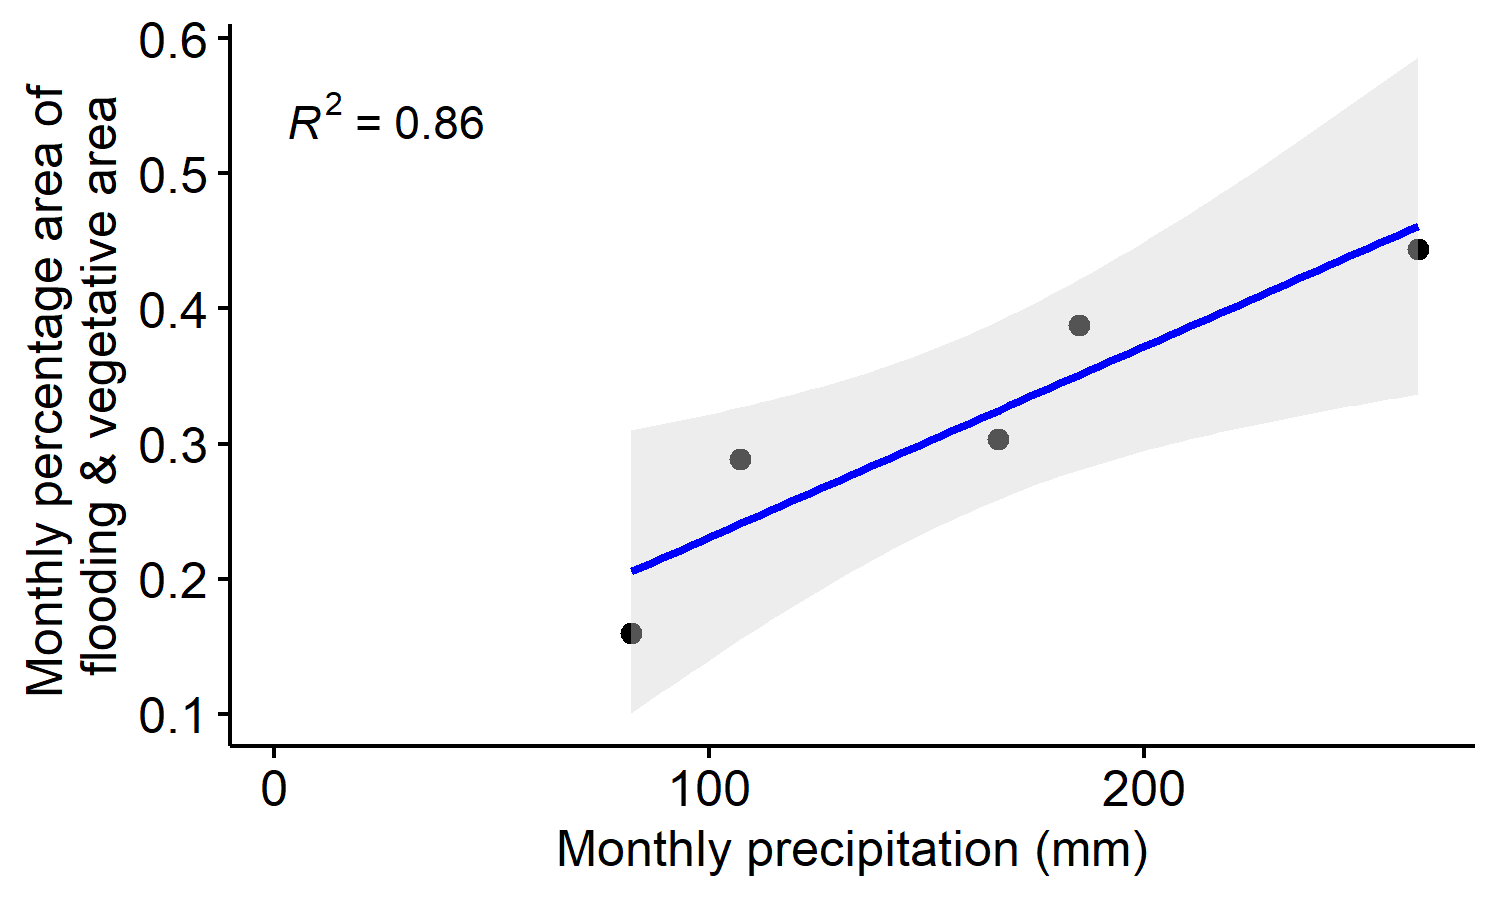 Monthly percentage area of
flooding & vegetative area
0.6
0.5
0.4
0.3
0.2
0.1
R² = 0.86
0
100
200
Monthly precipitation (mm)